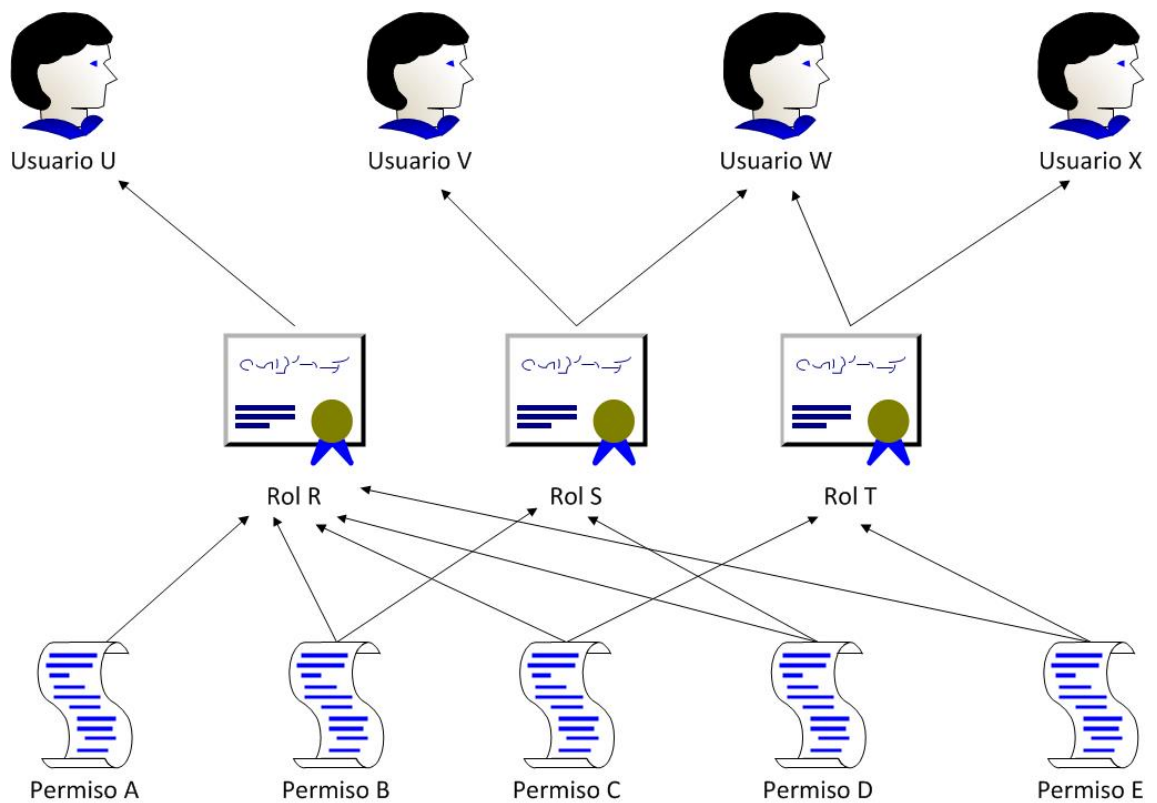 Usuario U
Usuario V
Usuario W
Usuario X
Rol R
Rol S
Rol T
Permiso A
Permiso B
Permiso C
Permiso D
Permiso E